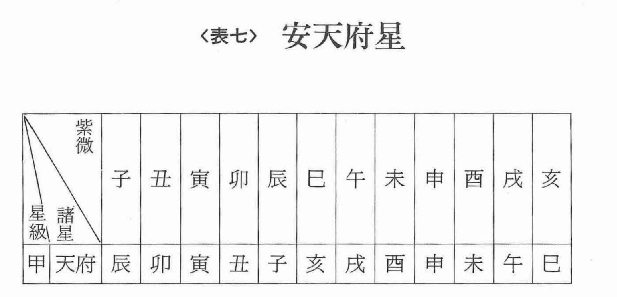 〈表七〉 安天府星
紫微
諸星
星級
子 丑 寅 卯 辰 巳 午 未 申 酉 戌 亥
甲 天府 辰 卯 寅 丑 子 亥 戌 酉 申 未 午 巳